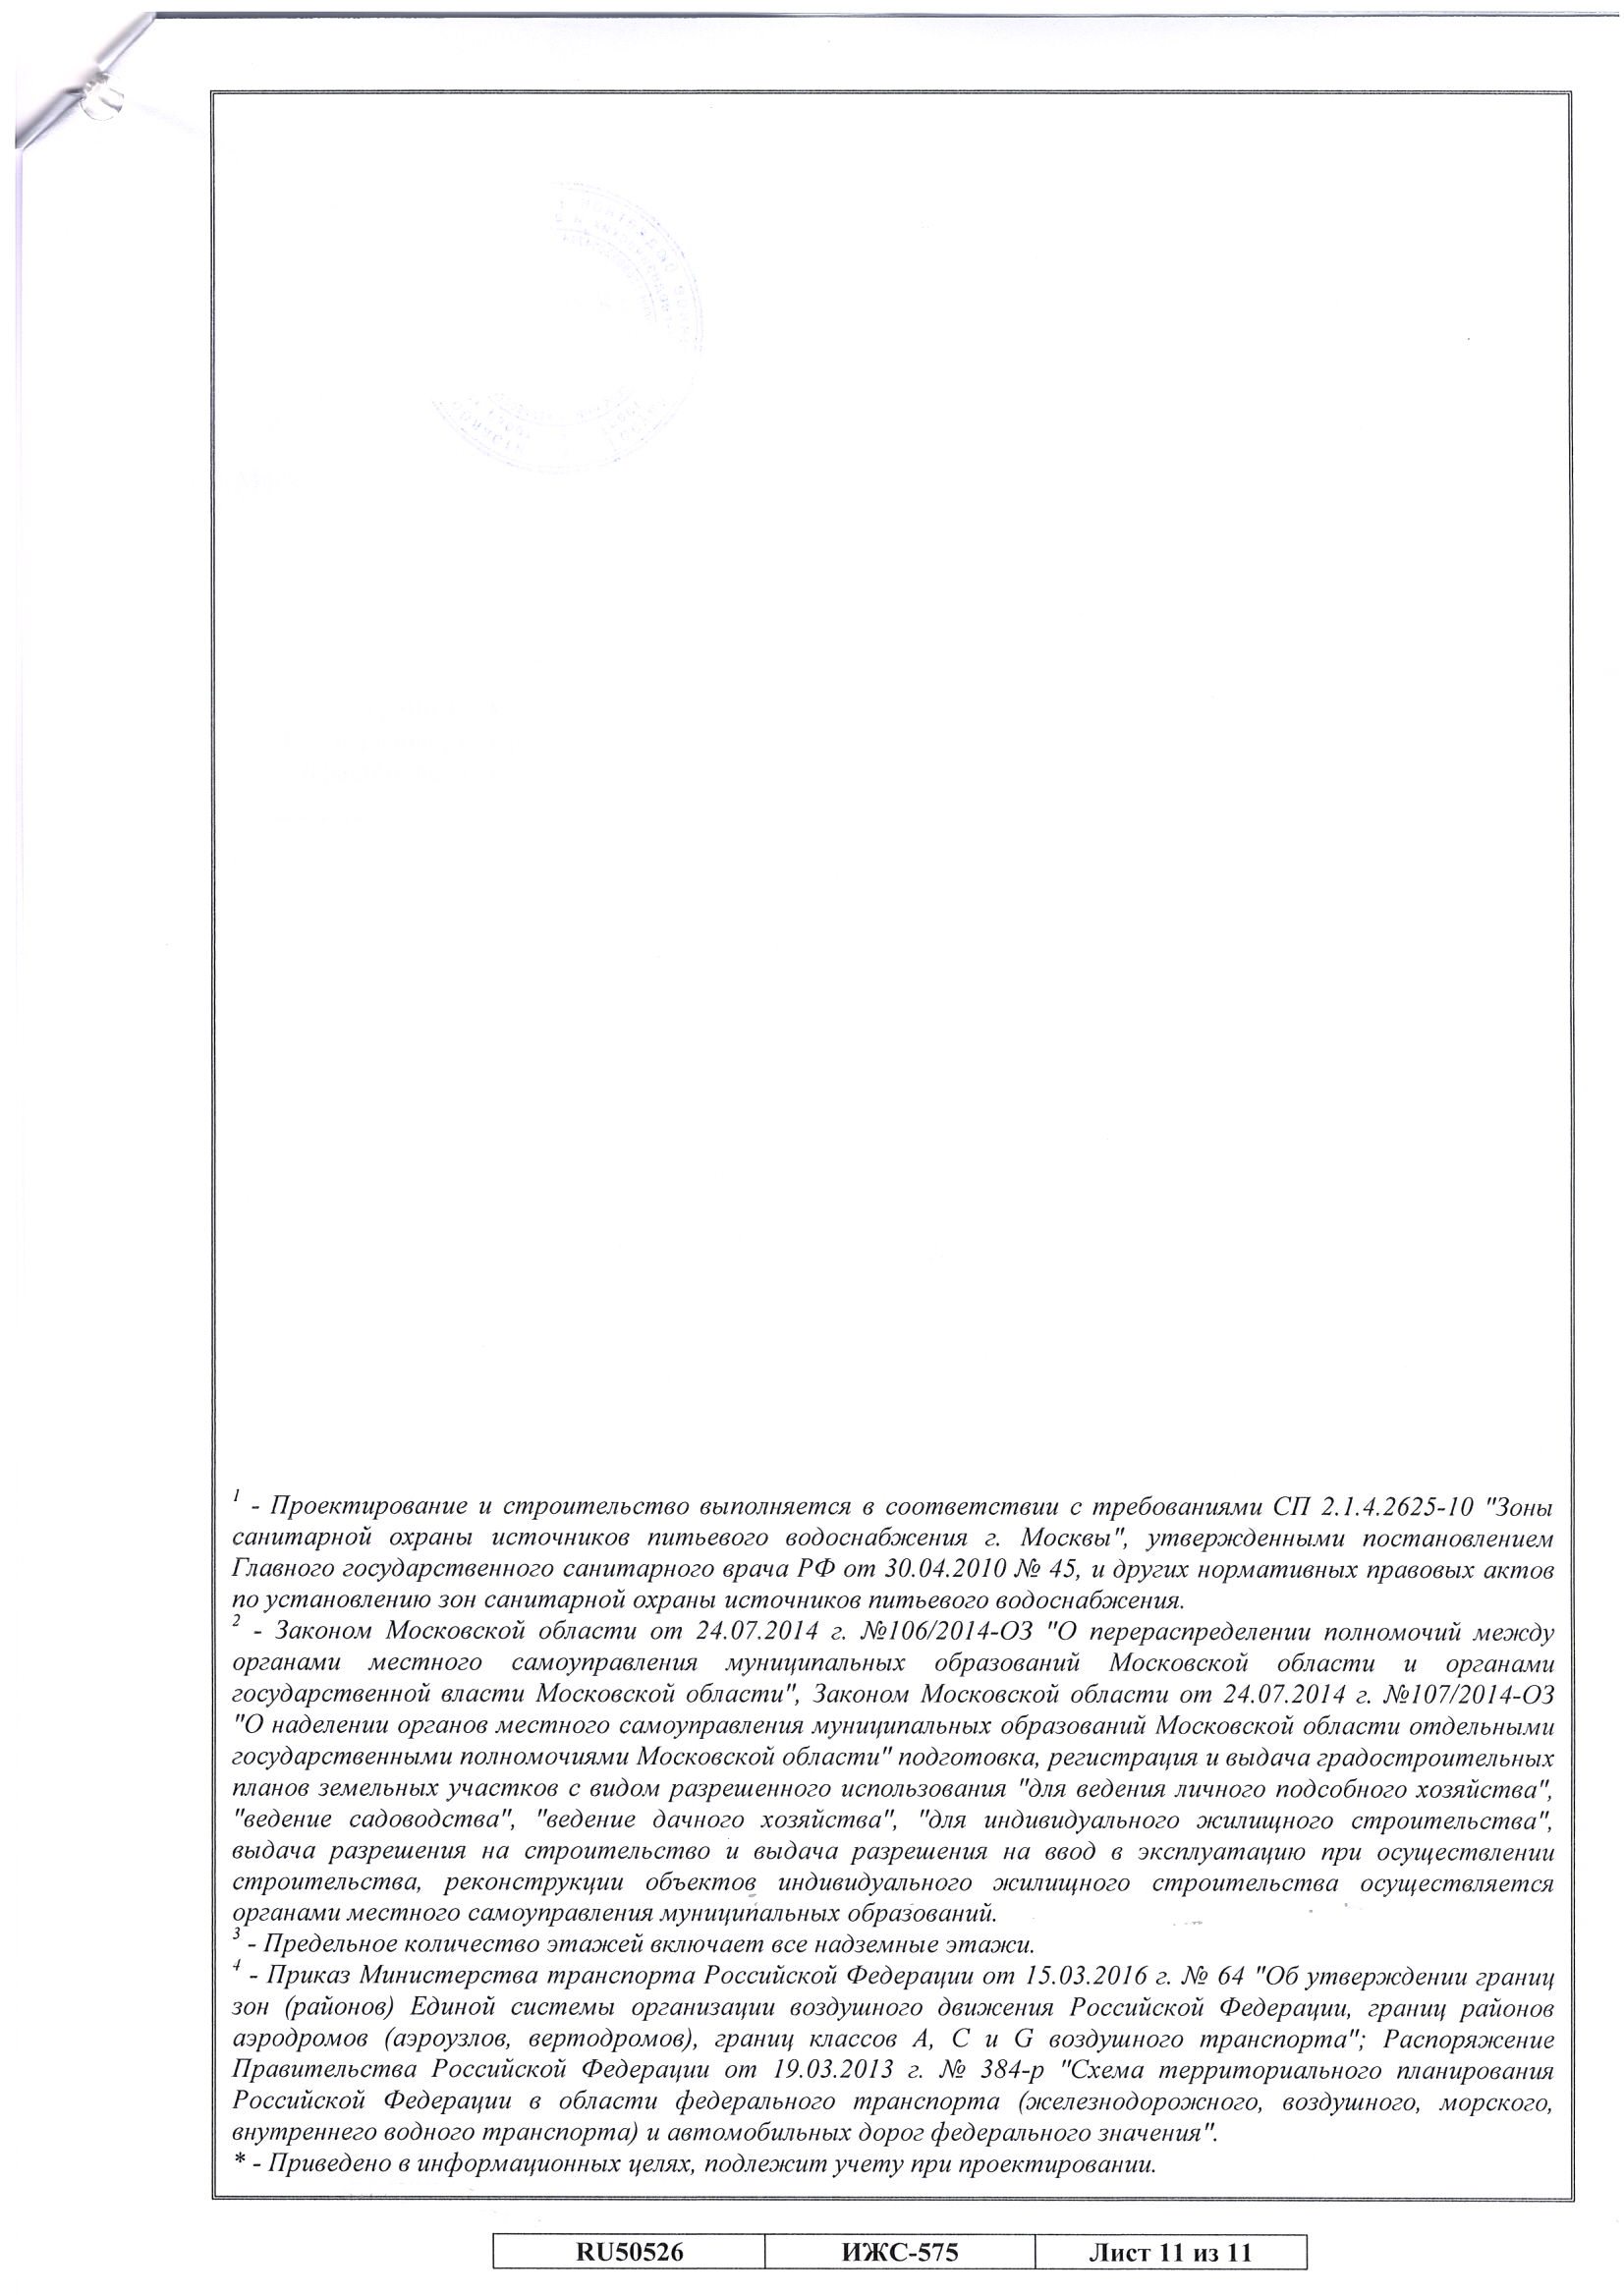 1 - Проектирование и строительство выполняется в соответствии с требованиями СП 2.1.4.2625-10 "Зоны
санитарной охраны источников питьевого водоснабжения г. Москвы", утвержденными постановлением
Главного государственного санитарного врача РФ от 30.04.2010 № 45, и других нормативных правовых актов
по установлению зон санитарной охраны источников питьевого водоснабжения.
2 - Законом Московской области от 24.07.2014 г. №106/2014-ОЗ "О перераспределении полномочий между
органами местного самоуправления муниципальных образований Московской области и органами
государственной власти Московской области", Законом Московской области от 24.07.2014 г. №107/2014-ОЗ
"О наделении органов местного самоуправления муниципальных образований Московской области отдельными
государственными полномочиями Московской области" подготовка, регистрация и выдача градостроительных
планов земельных участков с видом разрешенного использования "для ведения личного подсобного хозяйства",
"ведение садоводства", "ведение дачного хозяйства", "для индивидуального жилищного строительства",
выдача разрешения на строительство и выдача разрешения на ввод в эксплуатацию при осуществлении
строительства, реконструкции объектов индивидуального жилищного строительства осуществляется
органами местного самоуправления муниципальных образований.
3 - Предельное количество этажей включает все надземные этажи.
4 - Приказ Министерства транспорта Российской Федерации от 15.03.2016 г. № 64 "Об утверждении границ
зон (районов) Единой системы организации воздушного движения Российской Федерации, границ районов
аэродромов (аэроузлов, вертодромов), границ классов А, С и G воздушного транспорта"; Распоряжение
Правительства Российской Федерации от 19.03.2013 г. № 384-р "Схема территориального планирования
Российской Федерации в области федерального транспорта (железнодорожного, воздушного, морского,
внутреннего водного транспорта) и автомобильных дорог федерального значения".
* - Приведено в информационных целях, подлежит учету при проектировании.
RU50526 ИЖС-575 Лист 11 из 11